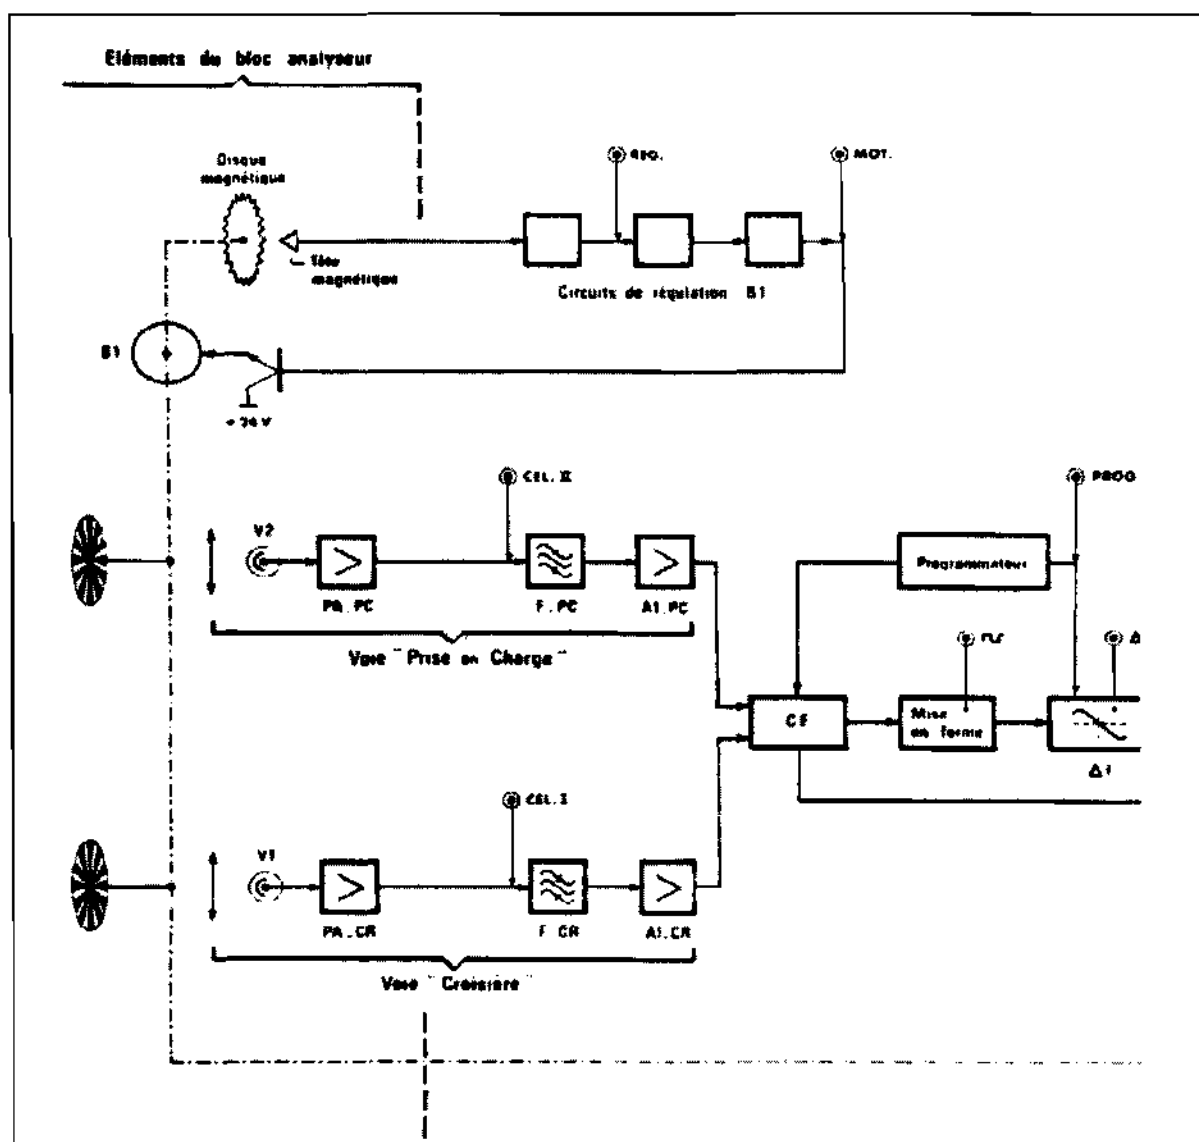 Eléments du bloc analyseur
Disque
magnétique
REG.
MOT.
Tête
magnétique
Circuits de régulation B1
B1
+ 24 V
CEL. II
PROG
V2
Programmateur
PA. PC
F. PC
A1. PC
Voie "Prise en Charge"
CF
Mise
en forme
Δ
Δf
CEL. I
V1
PA. CR
F. CR
A1. CR
Voie "Croisière"